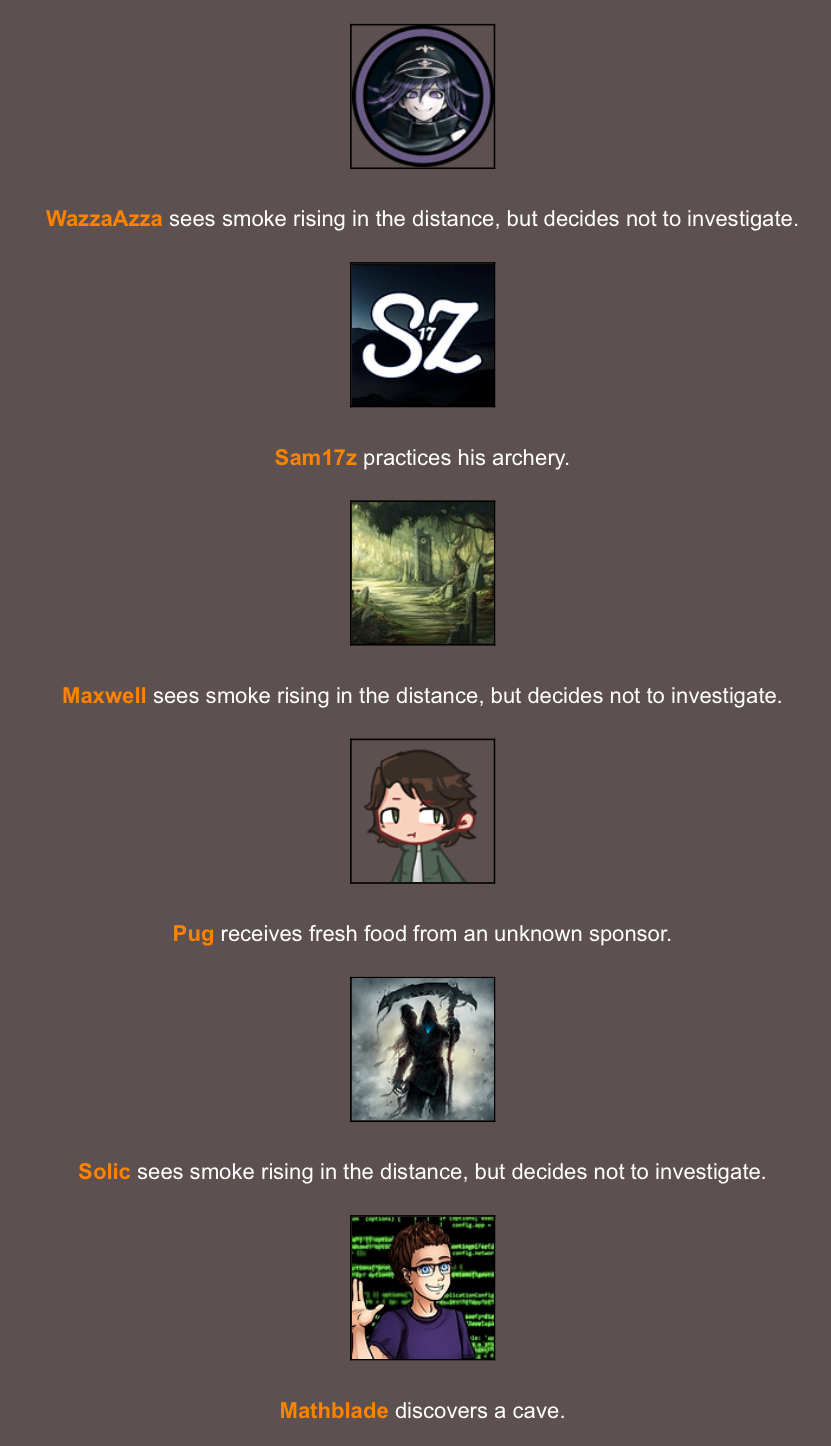 WazzaAzza sees smoke rising in the distance, but decides not to investigate.
SZ
17
Sam17z practices his archery.
Maxwell sees smoke rising in the distance, but decides not to investigate.
Pug receives fresh food from an unknown sponsor.
Solic sees smoke rising in the distance, but decides not to investigate.
Mathblade discovers a cave.